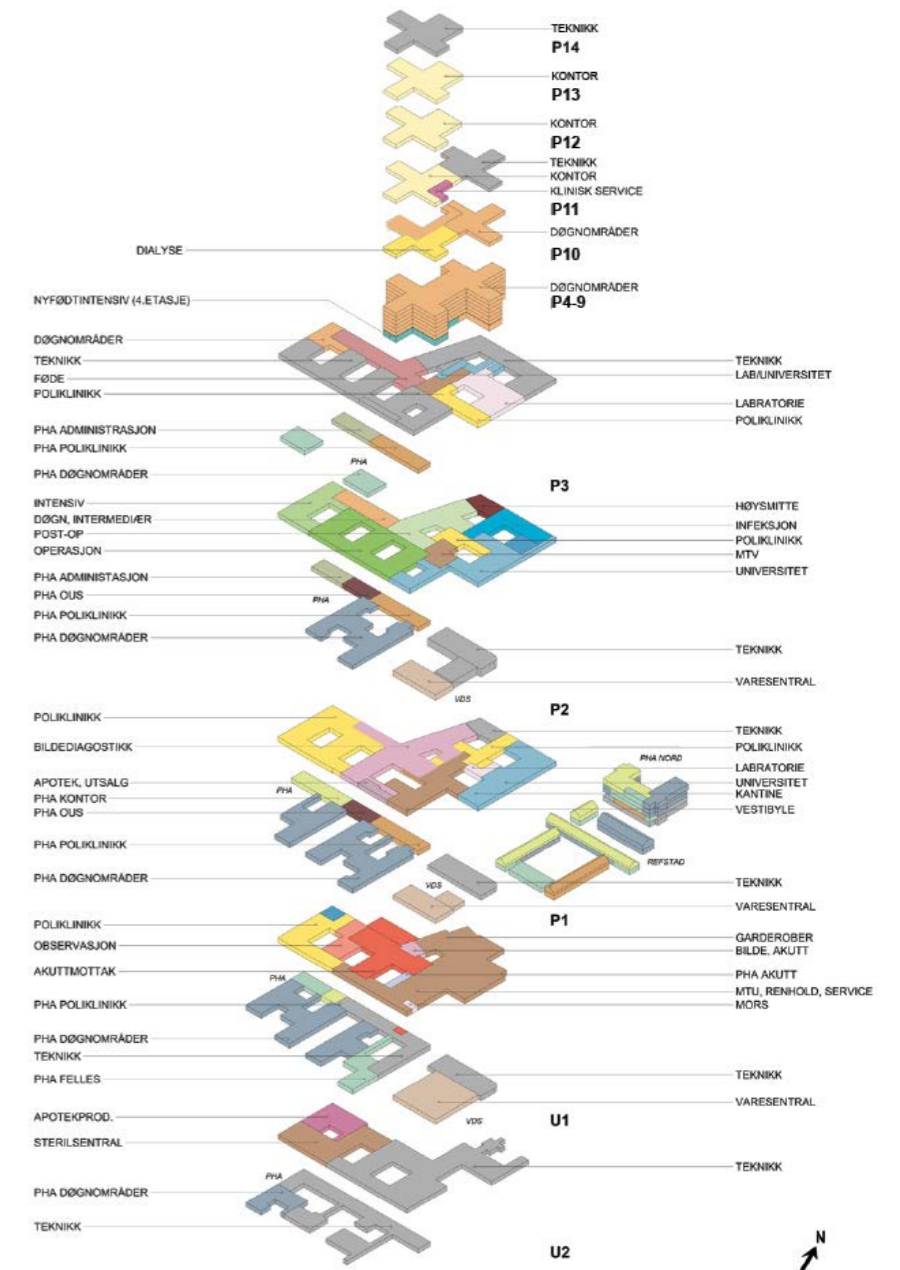 TEKNIKK
P14
KONTOR
P13
KONTOR
P12
TEKNIKK
KONTOR
KLINISK SERVICE
P11
DØGNOMRÅDER
DIALYSE
P10
DØGNOMRÅDER
NYFØDTINTENSIV (4.ETASJE)
P4-9
DØGNOMRÅDER
TEKNIKK
FØDE
POLIKLINIKK
TEKNIKK
LAB/UNIVERSITET
LABRATORIE
POLIKLINIKK
PHA ADMINISTRASJON
PHA POLIKLINIKK
PHA
PHA DØGNOMRÅDER
P3
INTENSIV
DØGN, INTERMEDIÆR
POST-OP
OPERASJON
HØYSMITTE
INFEKSJON
POLIKLINIKK
MTV
UNIVERSITET
PHA ADMINISTASJON
PHA OUS
PHA
PHA POLIKLINIKK
PHA DØGNOMRÅDER
TEKNIKK
VARESENTRAL
VDS
P2
POLIKLINIKK
BILDEDIAGOSTIKK
TEKNIKK
POLIKLINIKK
PHA NORD
LABRATORIE
UNIVERSITET
KANTINE
VESTIBYLE
APOTEK, UTSALG
PHA KONTOR
PHA OUS
PHA
PHA POLIKLINIKK
PHA DØGNOMRÅDER
REFSTAD
TEKNIKK
VDS
VARESENTRAL
P1
POLIKLINIKK
OBSERVASJON
AKUTTMOTTAK
GARDEROBER
BILDE, AKUTT
PHA AKUTT
MTU, RENHOLD, SERVICE
MORS
PHA
PHA POLIKLINIKK
PHA DØGNOMRÅDER
TEKNIKK
PHA FELLES
TEKNIKK
VARESENTRAL
VDS
U1
APOTEKPROD.
STERILSENTRAL
TEKNIKK
PHA
PHA DØGNOMRÅDER
TEKNIKK
U2
N